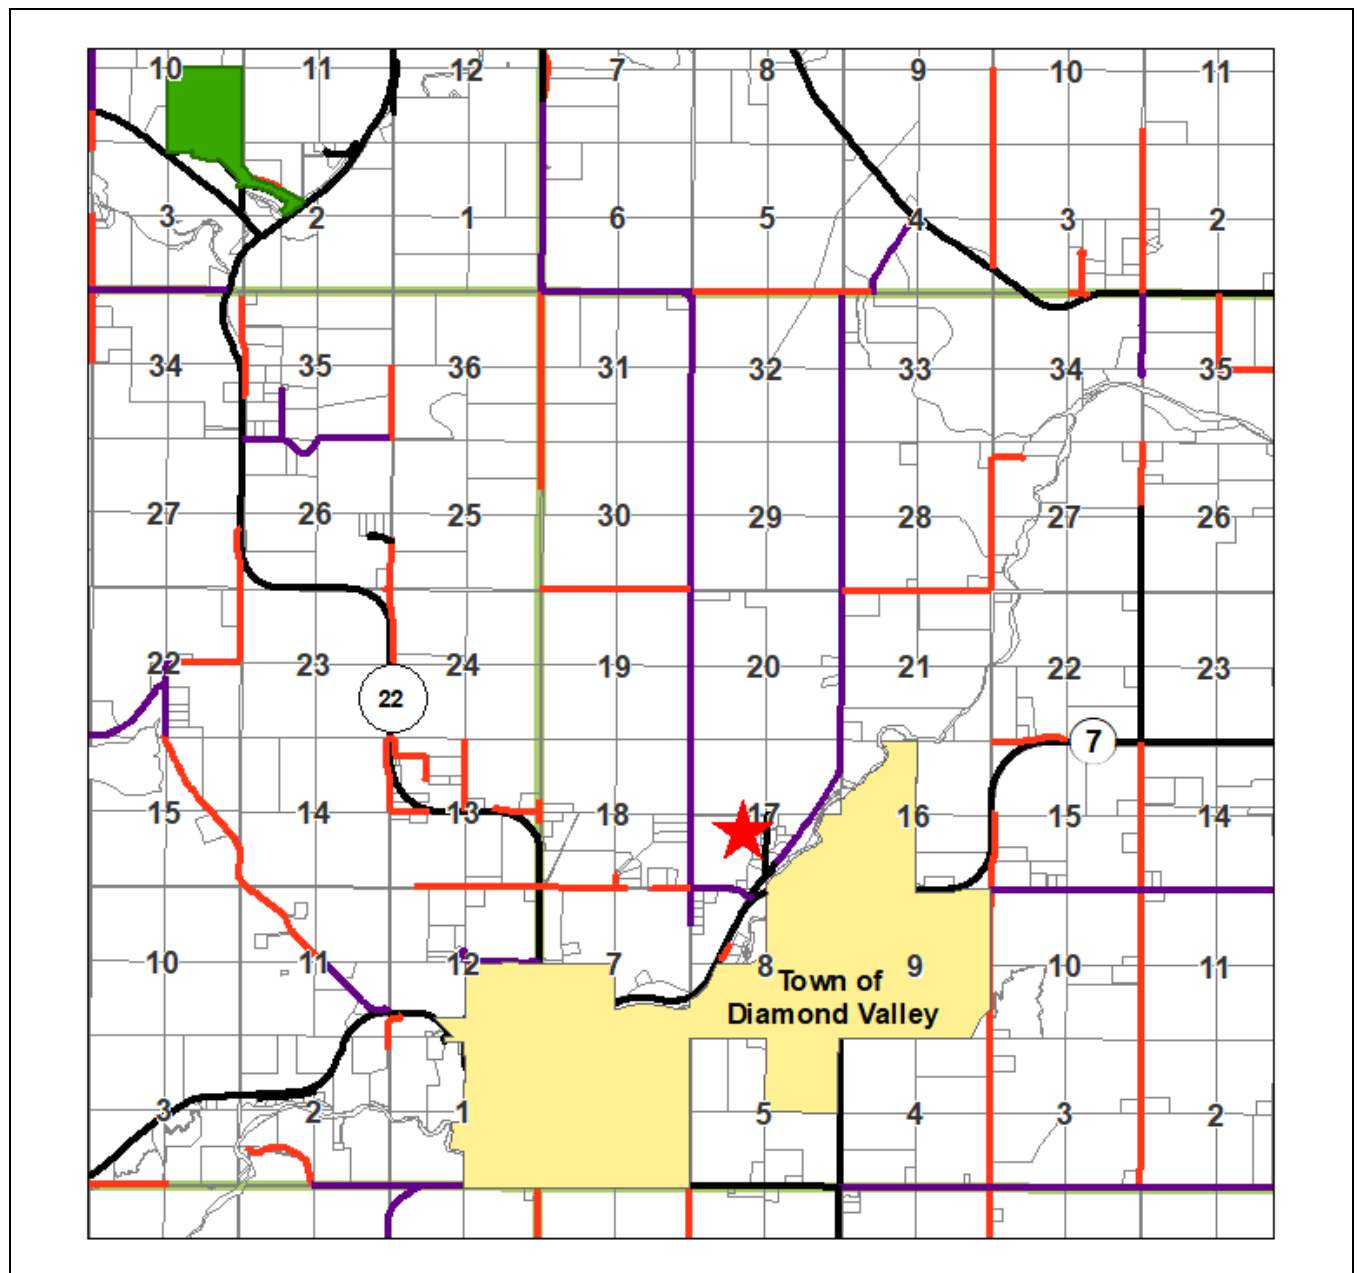 10 11 12 7 8 9 10 11
3 2 1 6 5 4 3 2
34 35 36 31 32 33 34 35
27 26 25 30 29 28 27 26
22 23 24 19 20 21 22 23
22
7
15 14 13 18 17 16 15 14
10 11 12 7 8 9 10 11
Town of
Diamond Valley
3 2 1 5 4 3 2